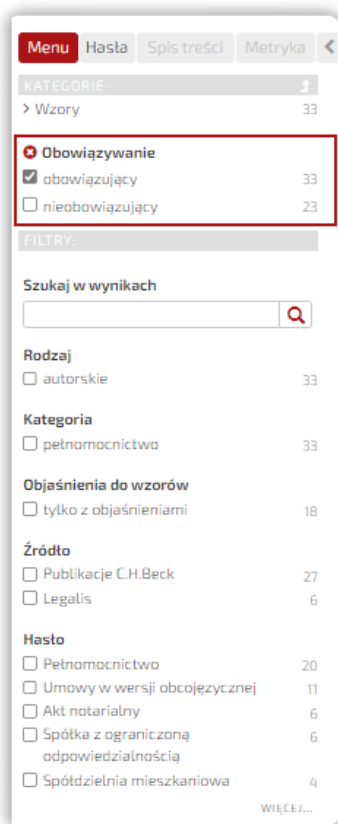 Menu Hasła Spis treści Metryka
KATEGORIE:
> Wzory 33
Obowiązywanie
obowiązujący 33
nieobowiązujący 23
FILTRY:
Szukaj w wynikach
Rodzaj
autorskie 33
Kategoria
pełnomocnictwo 33
Objaśnienia do wzorów
tylko z objaśnieniami 18
Źródło
Publikacje C.H.Beck 27
Legalis 6
Hasło
Pełnomocnictwo 20
Umowy w wersji obcojęzycznej 11
Akt notarialny 6
Spółka z ograniczoną 6
odpowiedzialnością
Spółdzielnia mieszkaniowa 4
WIĘCEJ...